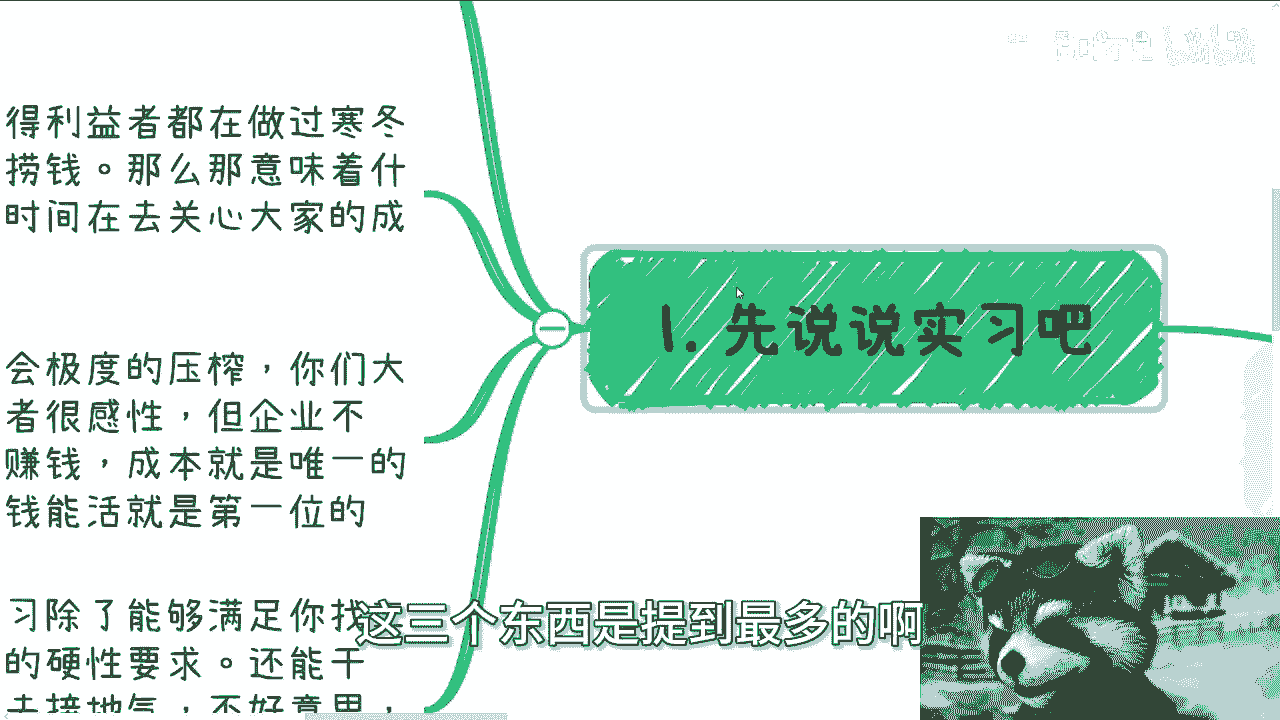 得利益者都在做过寒冬
捞钱。那么那意味着什
时间在去关心大家的成
会极度的压榨，你们大
者很感性，但企业不
赚钱，成本就是唯一的
钱能活就是第一位的
1. 先说说实习吧
习除了能够满足你找
的硬性要求。还能干
去接地气，不好意思，
这三个东西是提到最多的啊